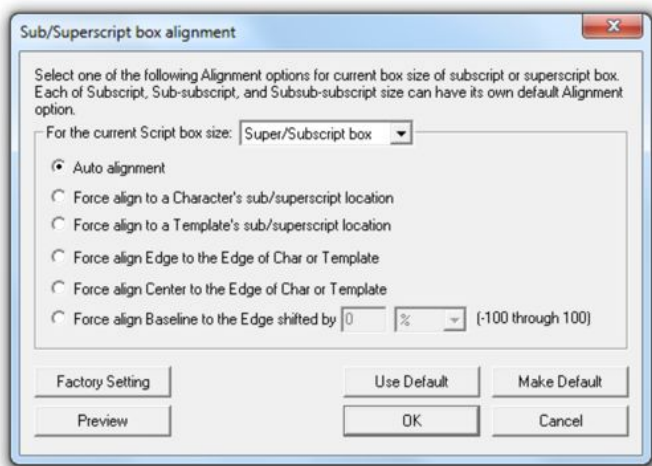 Sub/Superscript box alignment
Select one of the following Alignment options for current box size of subscript or superscript box.
Each of Subscript, Sub-subscript, and Subsub-subscript size can have its own default Alignment
option.
For the current Script box size: Super/Subscript box
Auto alignment
Force align to a Character's sub/superscript location
Force align to a Template's sub/superscript location
Force align Edge to the Edge of Char or Template
Force align Center to the Edge of Char or Template
Force align Baseline to the Edge shifted by 0 % (-100 through 100)
Factory Setting Use Default Make Default
Preview OK Cancel